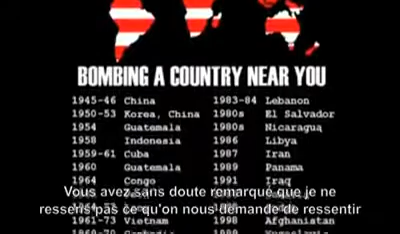 BOMBING A COUNTRY NEAR YOU
1945-46 China 1983-84 Lebanon
1950-53 Korea, China 1980s El Salvador
1954 Guatemala 1980s Nicaragua
1958 Indonesia 1986 Libya
1959-61 Cuba 1987 Iran
1960 Guatemala 1989 Panama
1964 Congo 1991 Iraq
Vous avez sans doute remarqué que je ne
ressens pas ce qu'on nous demande de ressentir
1961-73 Vietnam 1998 Afghanistan